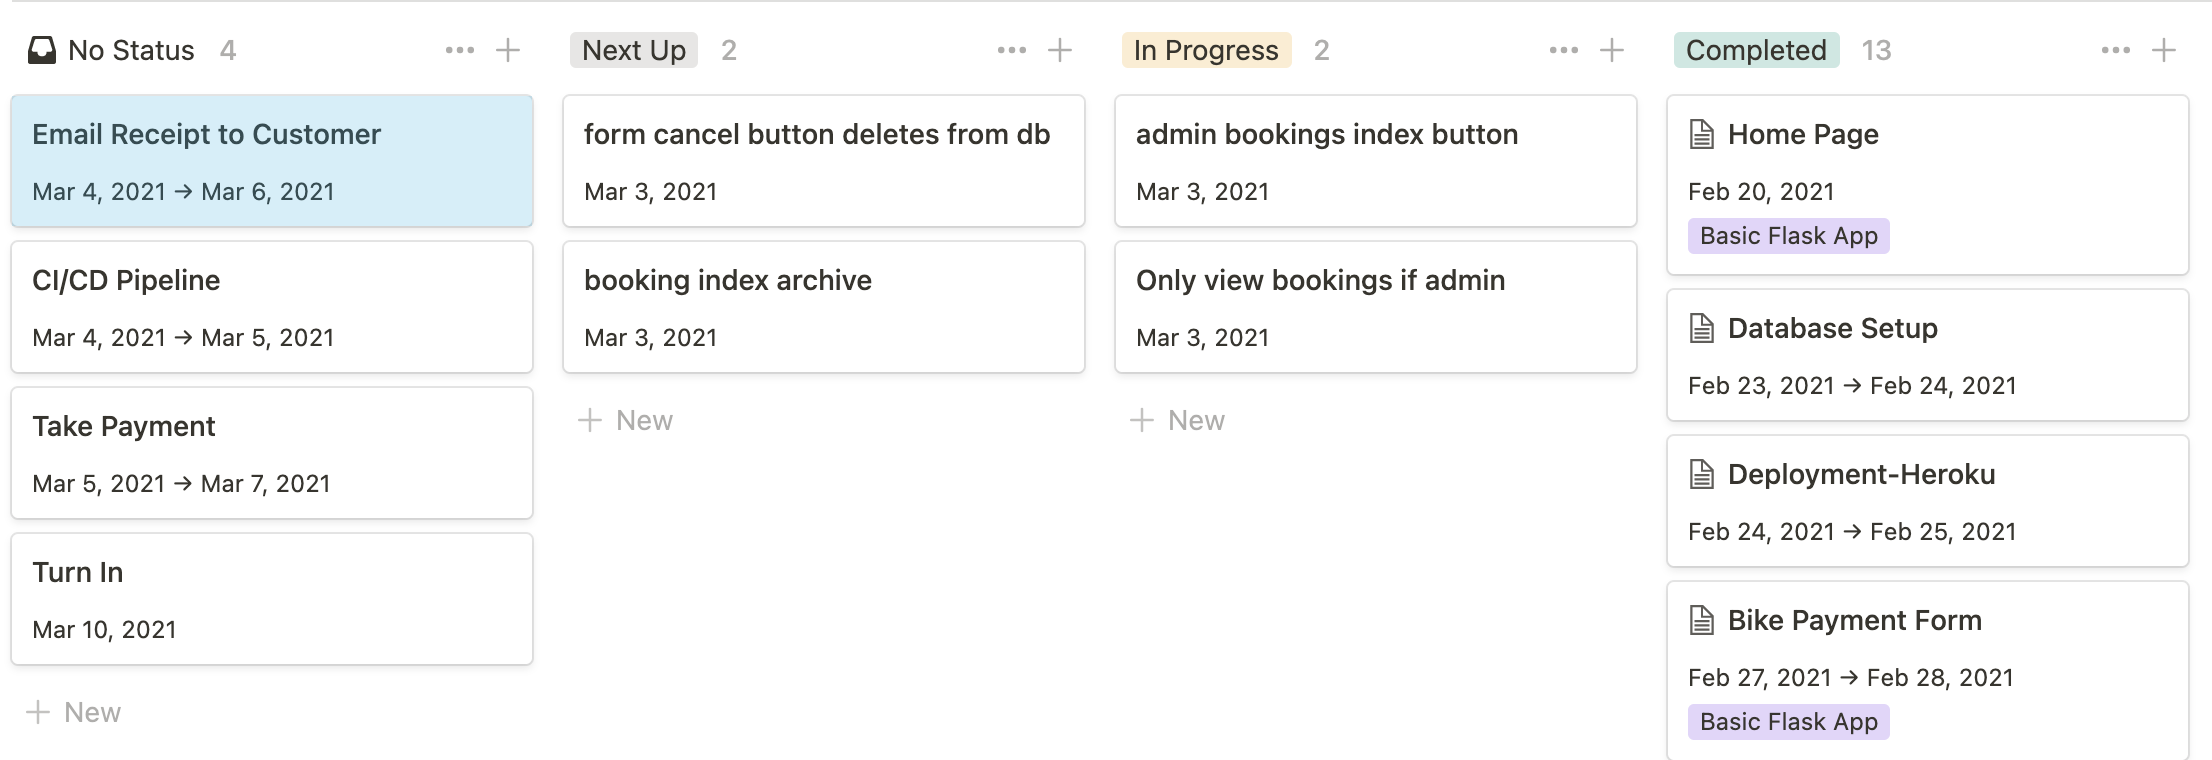 No Status 4
Email Receipt to Customer
Mar 4, 2021 → Mar 6, 2021
CI/CD Pipeline
Mar 4, 2021 → Mar 5, 2021
Take Payment
Mar 5, 2021 → Mar 7, 2021
Turn In
Mar 10, 2021
+ New
Next Up 2
form cancel button deletes from db
Mar 3, 2021
booking index archive
Mar 3, 2021
+ New
In Progress 2
admin bookings index button
Mar 3, 2021
Only view bookings if admin
Mar 3, 2021
+ New
Completed 13
Home Page
Feb 20, 2021
Basic Flask App
Database Setup
Feb 23, 2021 → Feb 24, 2021
Deployment-Heroku
Feb 24, 2021 → Feb 25, 2021
Bike Payment Form
Feb 27, 2021 → Feb 28, 2021
Basic Flask App